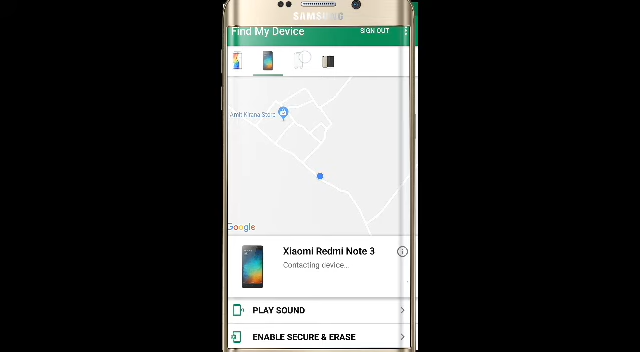 SAMSUNG
Find My Device
SIGN OUT
Amit Kirana Store
Google
Xiaomi Redmi Note 3
Contacting device...
PLAY SOUND
ENABLE SECURE & ERASE